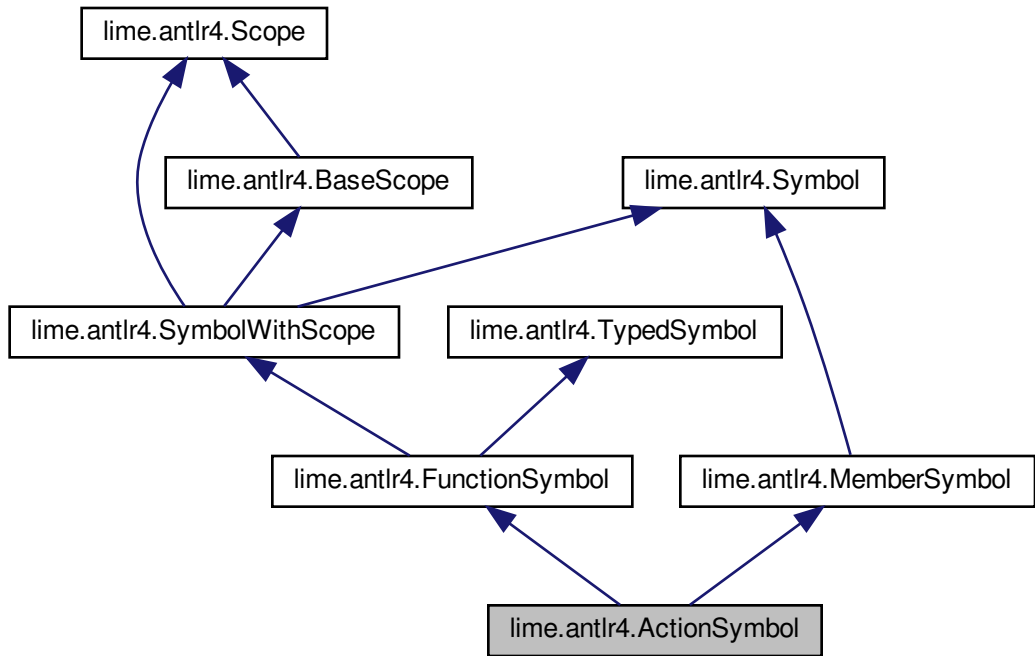 lime.antlr4.Scope
lime.antlr4.BaseScope
lime.antlr4.Symbol
lime.antlr4.SymbolWithScope
lime.antlr4.TypedSymbol
lime.antlr4.FunctionSymbol
lime.antlr4.MemberSymbol
lime.antlr4.ActionSymbol